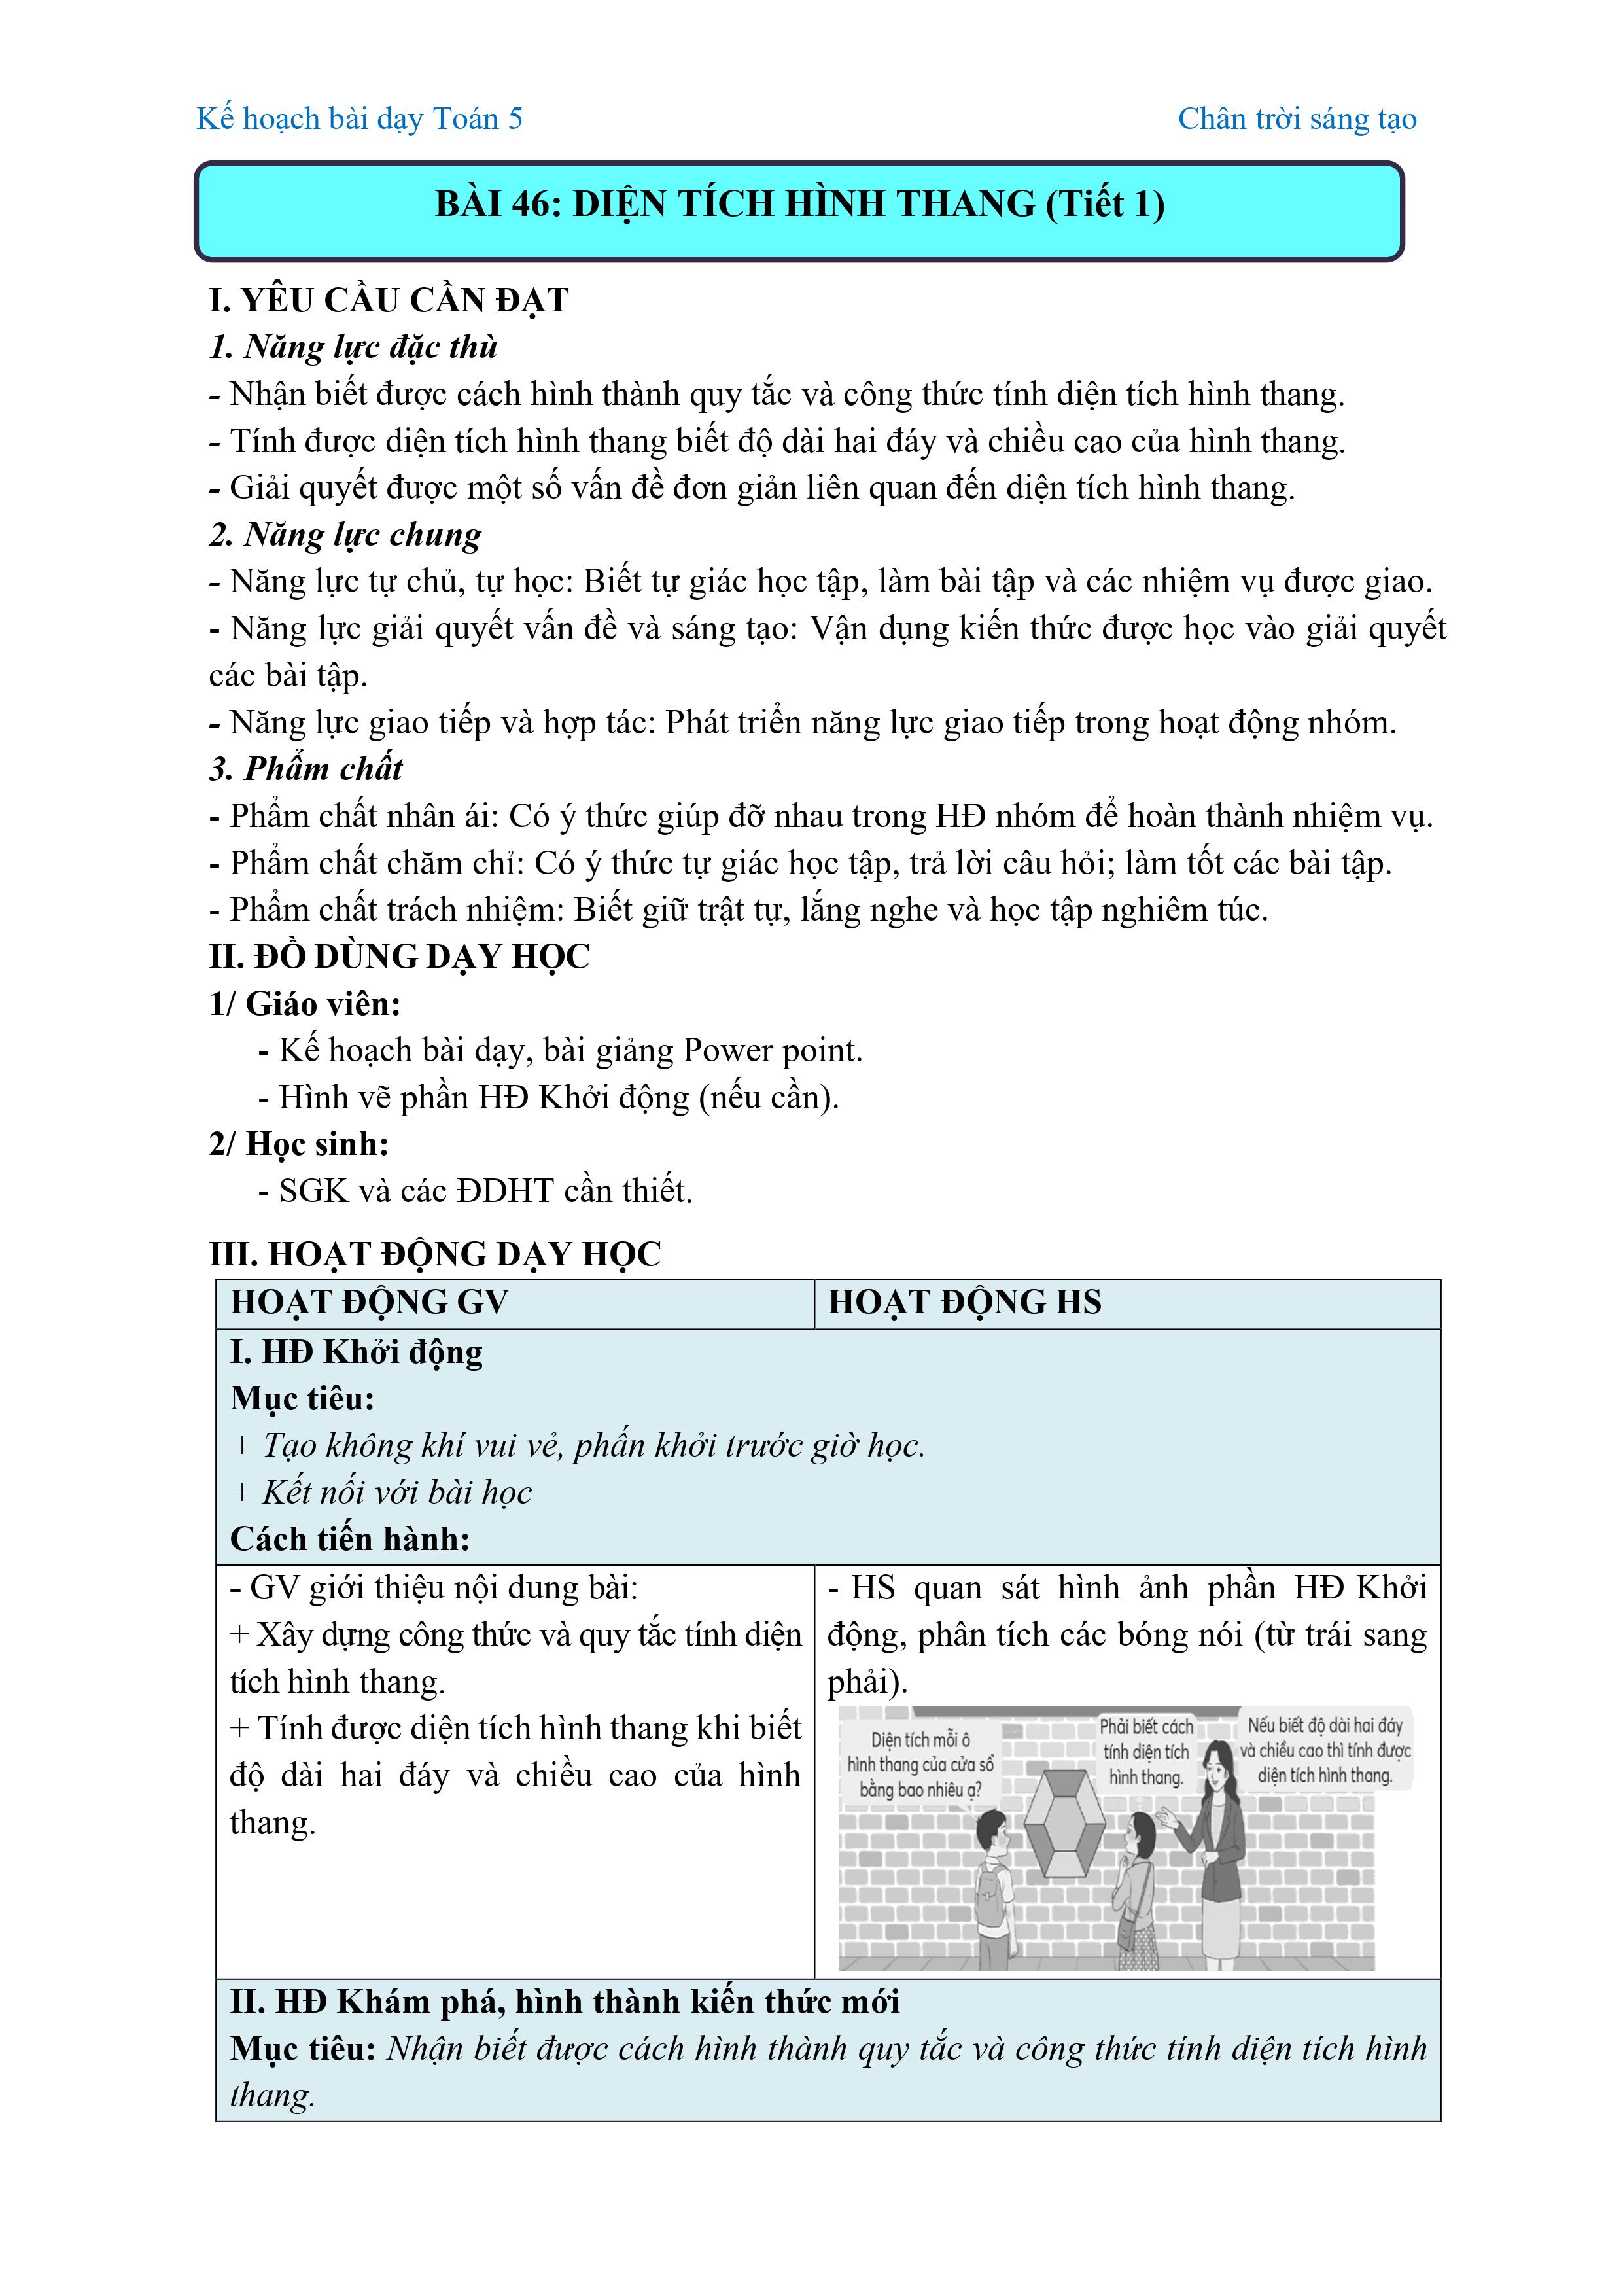 Kế hoạch bài dạy Toán 5 Chân trời sáng tạo
BÀI 46: DIỆN TÍCH HÌNH THANG (Tiết 1)
I. YÊU CẦU CẦN ĐẠT
1. Năng lực đặc thù
- Nhận biết được cách hình thành quy tắc và công thức tính diện tích hình thang.
- Tính được diện tích hình thang biết độ dài hai đáy và chiều cao của hình thang.
- Giải quyết được một số vấn đề đơn giản liên quan đến diện tích hình thang.
2. Năng lực chung
- Năng lực tự chủ, tự học: Biết tự giác học tập, làm bài tập và các nhiệm vụ được giao.
- Năng lực giải quyết vấn đề và sáng tạo: Vận dụng kiến thức được học vào giải quyết
các bài tập.
- Năng lực giao tiếp và hợp tác: Phát triển năng lực giao tiếp trong hoạt động nhóm.
3. Phẩm chất
- Phẩm chất nhân ái: Có ý thức giúp đỡ nhau trong HĐ nhóm để hoàn thành nhiệm vụ.
- Phẩm chất chăm chỉ: Có ý thức tự giác học tập, trả lời câu hỏi; làm tốt các bài tập.
- Phẩm chất trách nhiệm: Biết giữ trật tự, lắng nghe và học tập nghiêm túc.
II. ĐỒ DÙNG DẠY HỌC
1/ Giáo viên:
- Kế hoạch bài dạy, bài giảng Power point.
- Hình vẽ phần HĐ Khởi động (nếu cần).
2/ Học sinh:
- SGK và các ĐDHT cần thiết.
III. HOẠT ĐỘNG DẠY HỌC
HOẠT ĐỘNG GV
HOẠT ĐỘNG HS
I. HĐ Khởi động
Mục tiêu:
+ Tạo không khí vui vẻ, phấn khởi trước giờ học.
+ Kết nối với bài học
Cách tiến hành:
- GV giới thiệu nội dung bài:
+ Xây dựng công thức và quy tắc tính diện
tích hình thang.
+ Tính được diện tích hình thang khi biết
độ dài hai đáy và chiều cao của hình
thang.
- HS quan sát hình ảnh phần HĐ Khởi
động, phân tích các bóng nói (từ trái sang
phải).
Diện tích mỗi ô
hình thang của cửa sổ
bằng bao nhiêu ạ?
Phải biết cách
tính diện tích
hình thang.
Nếu biết độ dài hai đáy
và chiều cao thì tính được
diện tích hình thang.
II. HĐ Khám phá, hình thành kiến thức mới
Mục tiêu: Nhận biết được cách hình thành quy tắc và công thức tính diện tích hình
thang.